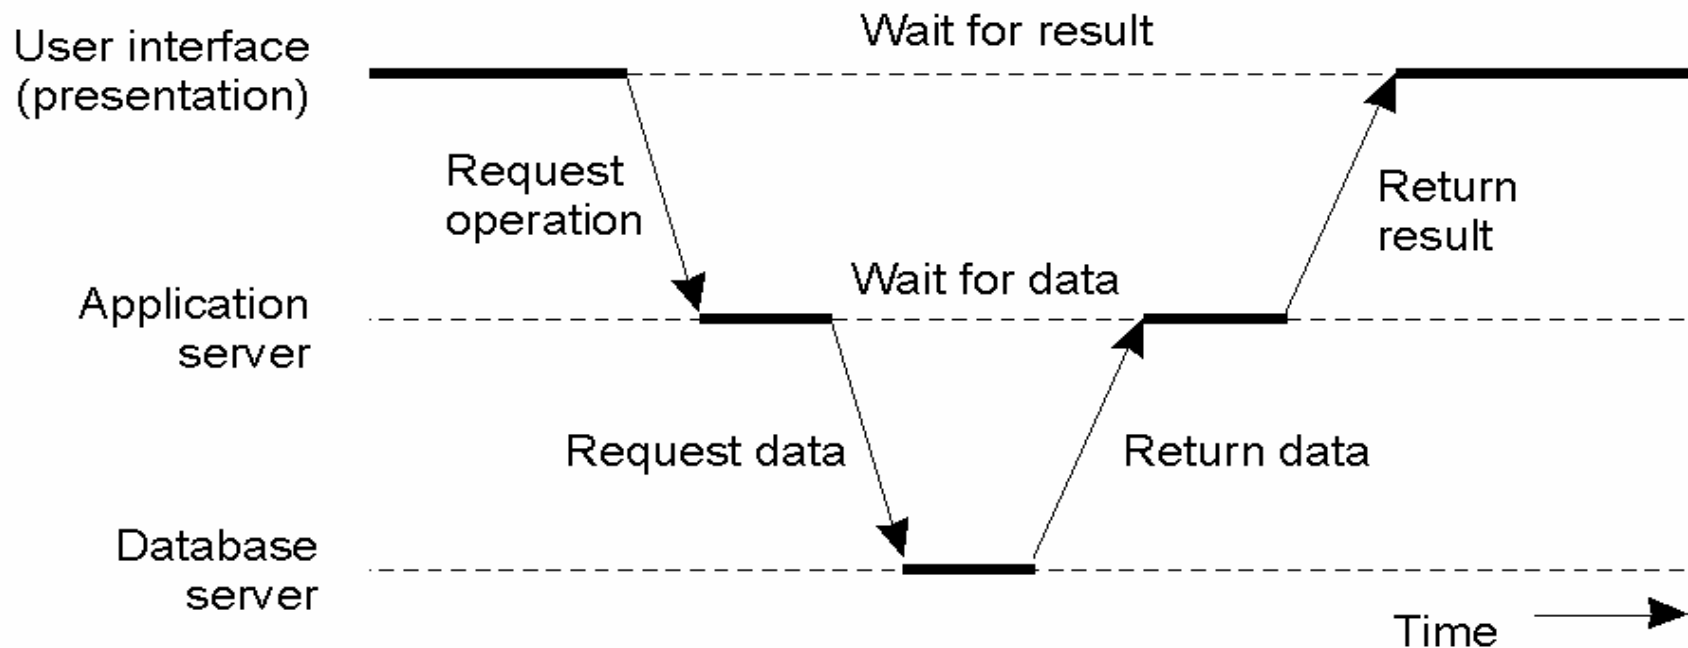 Wait for result
User interface
(presentation)
Request
operation
Return
result
Wait for data
Application
server
Request data
Return data
Database
server
Time